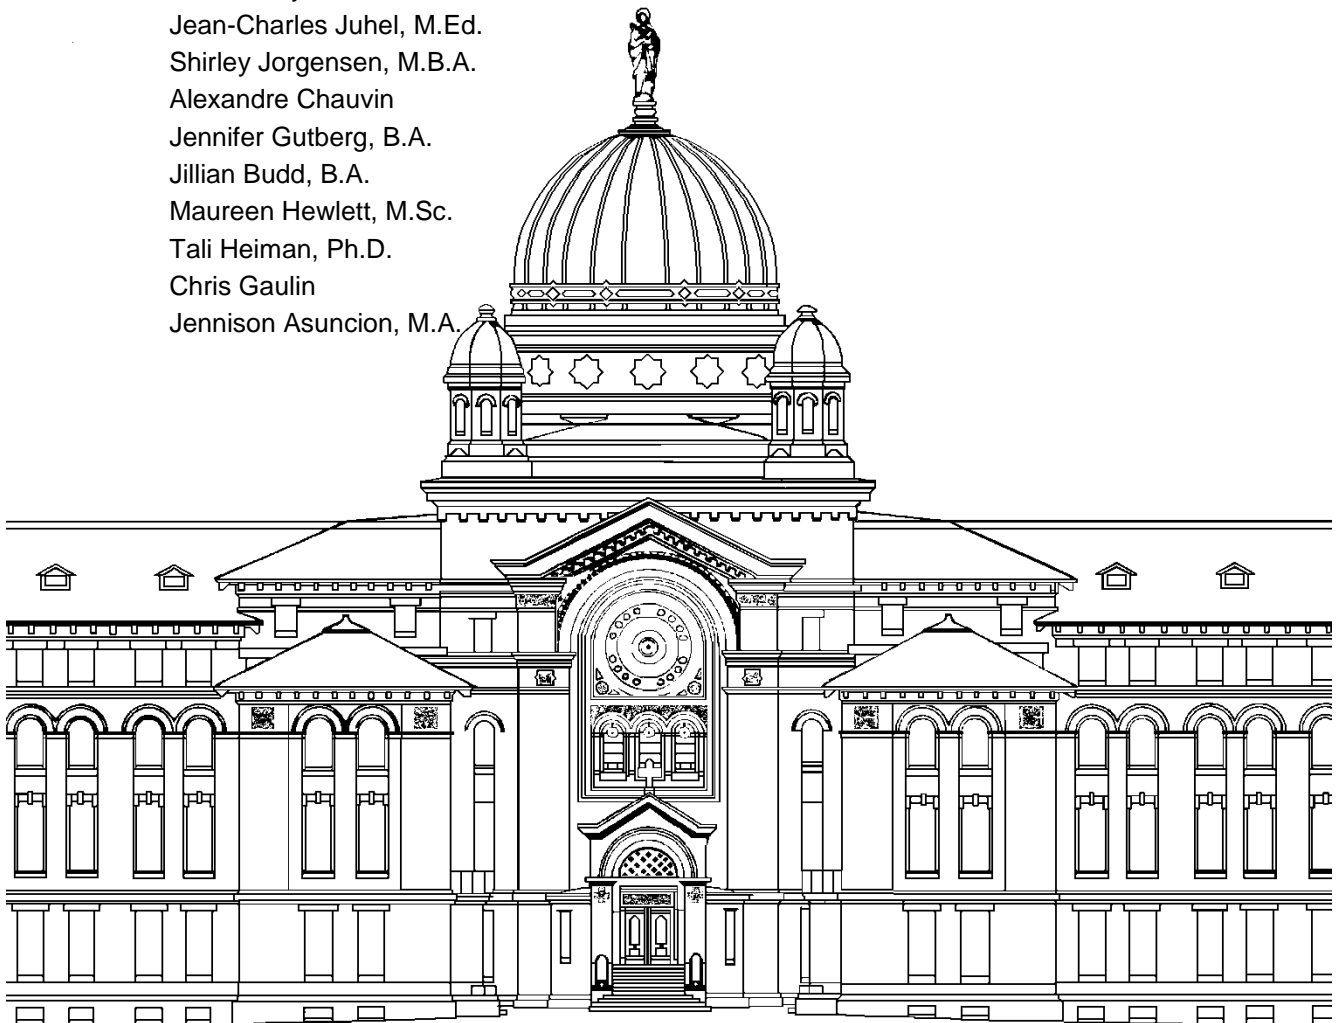 Jean-Charles Juhel, M.Ed.
Shirley Jorgensen, M.B.A.
Alexandre Chauvin
Jennifer Gutberg, B.A.
Jillian Budd, B.A.
Maureen Hewlett, M.Sc.
Tali Heiman, Ph.D.
Chris Gaulin
Jennison Asuncion, M.A.